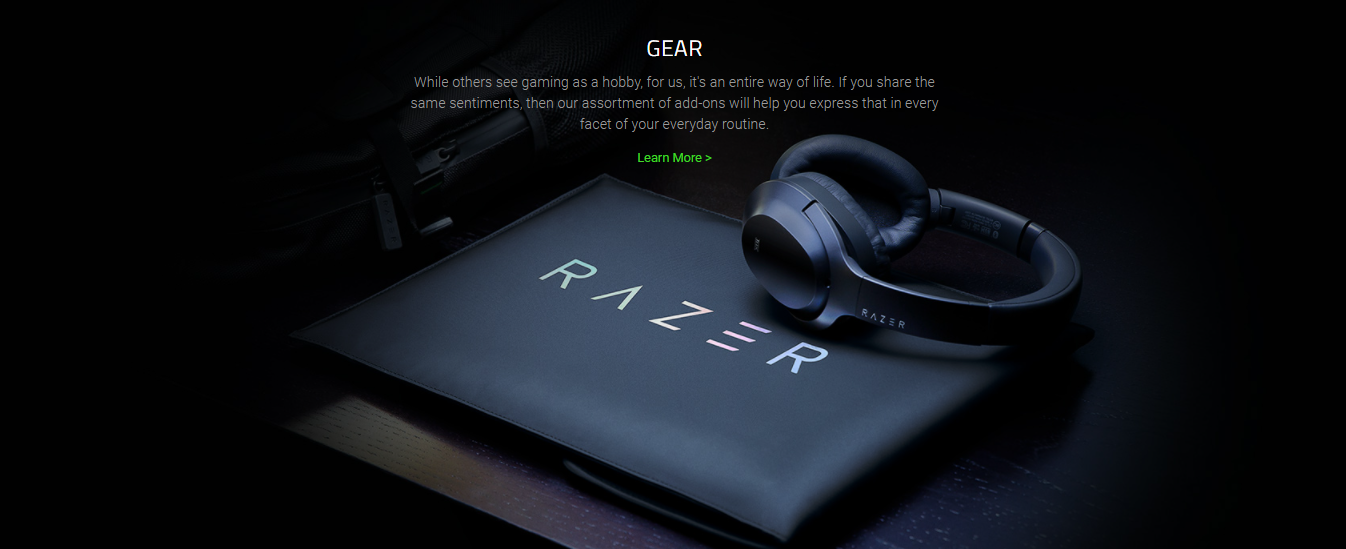 GEAR
While others see gaming as a hobby, for us, it's an entire way of life. If you share the
same sentiments, then our assortment of add-ons will help you express that in every
facet of your everyday routine.
Learn More >
RAZER
RAZER